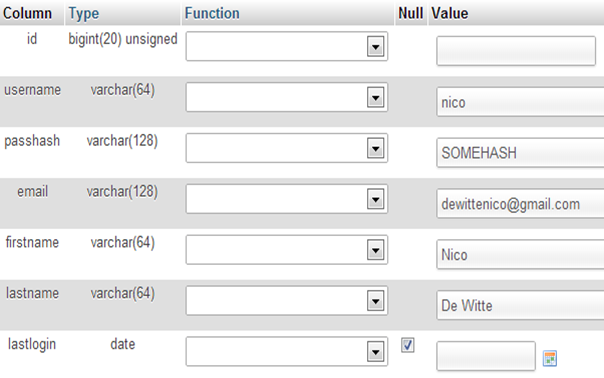 Column Type Function Null Value
id bigint(20) unsigned
username varchar(64) nico
passhash varchar(128) SOMEHASH
email varchar(128) dewittenico@gmail.com
firstname varchar(64) Nico
lastname varchar(64) De Witte
lastlogin date